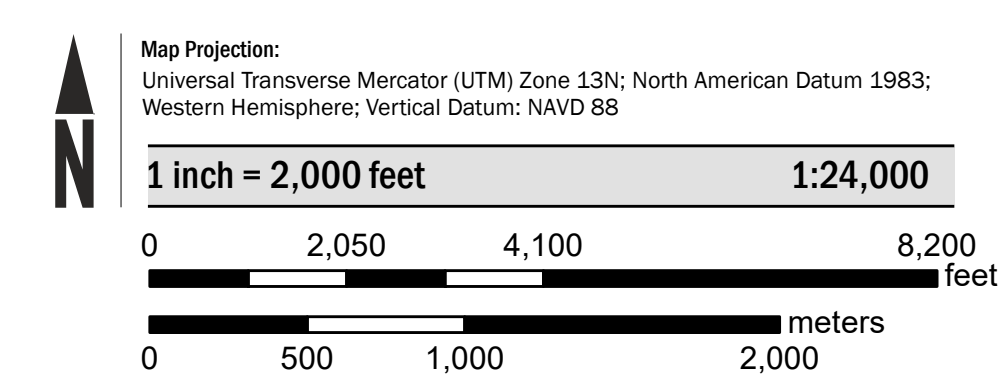 N
Map Projection:
Universal Transverse Mercator (UTM) Zone 13N; North American Datum 1983;
Western Hemisphere; Vertical Datum: NAVD 88
1 inch = 2,000 feet 1:24,000
0 2,050 4,100 8,200
feet
meters
0 500 1,000 2,000